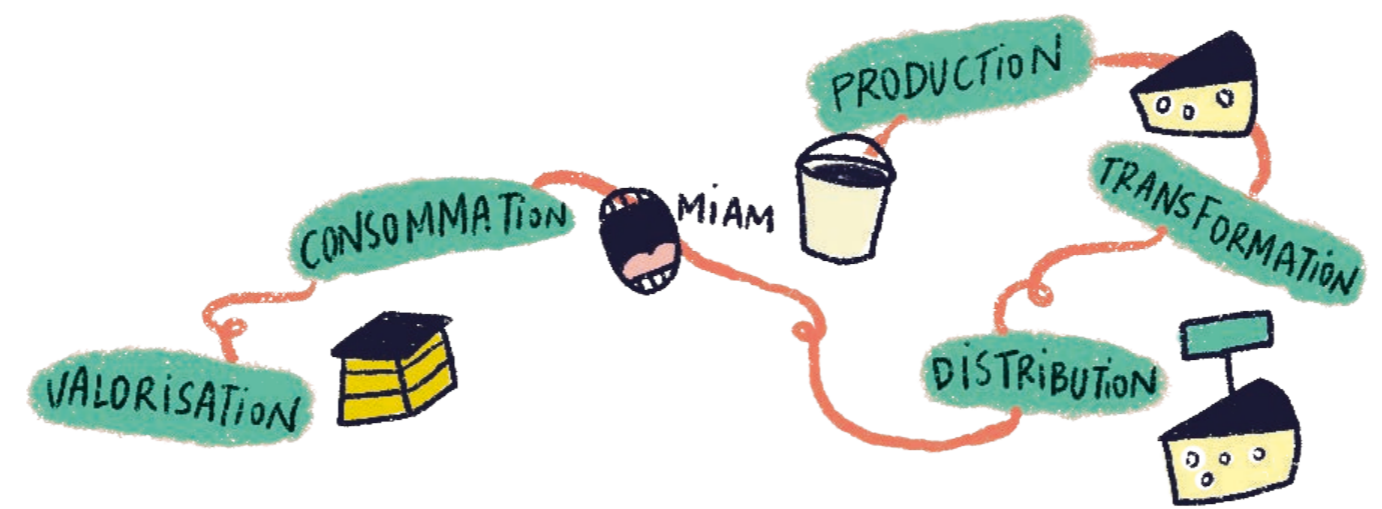 PRODUCTION
TRANSFORMATION
DISTRIBUTION
MIAM
CONSOMMATION
VALORISATION